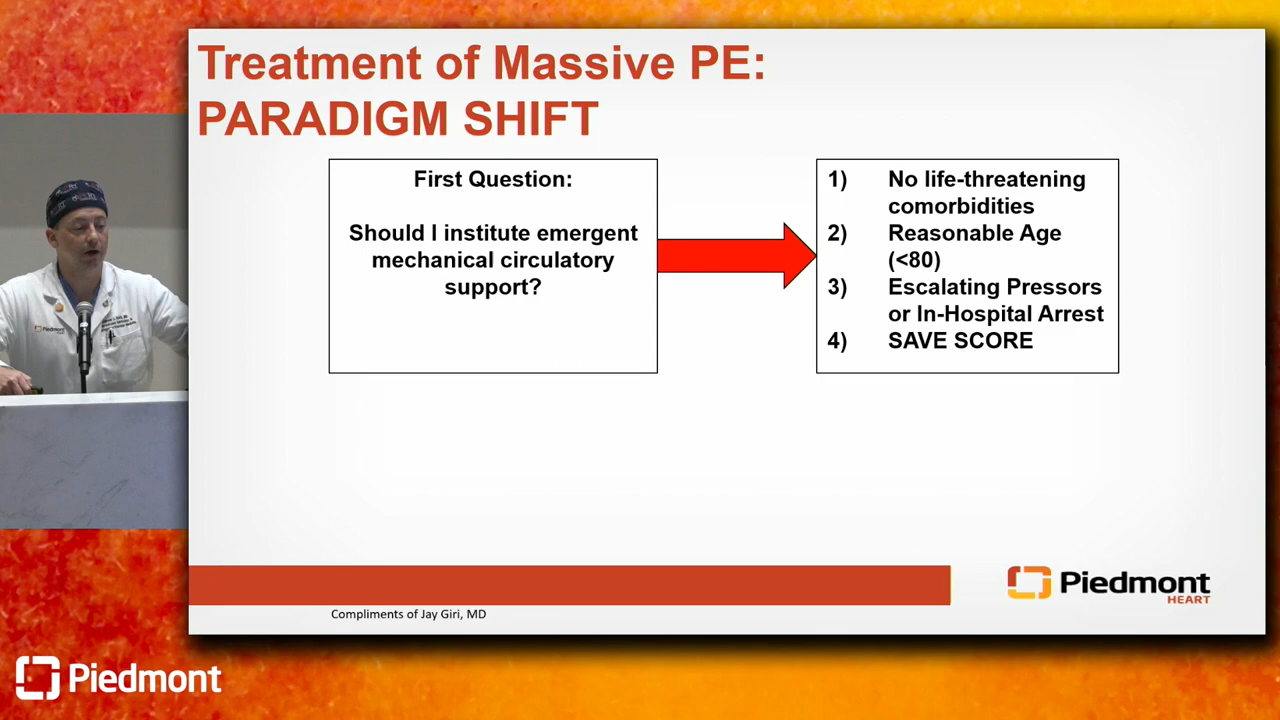 Treatment of Massive PE:
PARADIGM SHIFT
First Question:
Should I institute emergent
mechanical circulatory
support?
1) No life-threatening
comorbidities
2) Reasonable Age
(<80)
3) Escalating Pressors
or In-Hospital Arrest
4) SAVE SCORE
Piedmont
HEART
Compliments of Jay Giri, MD
Piedmont
Piedmont